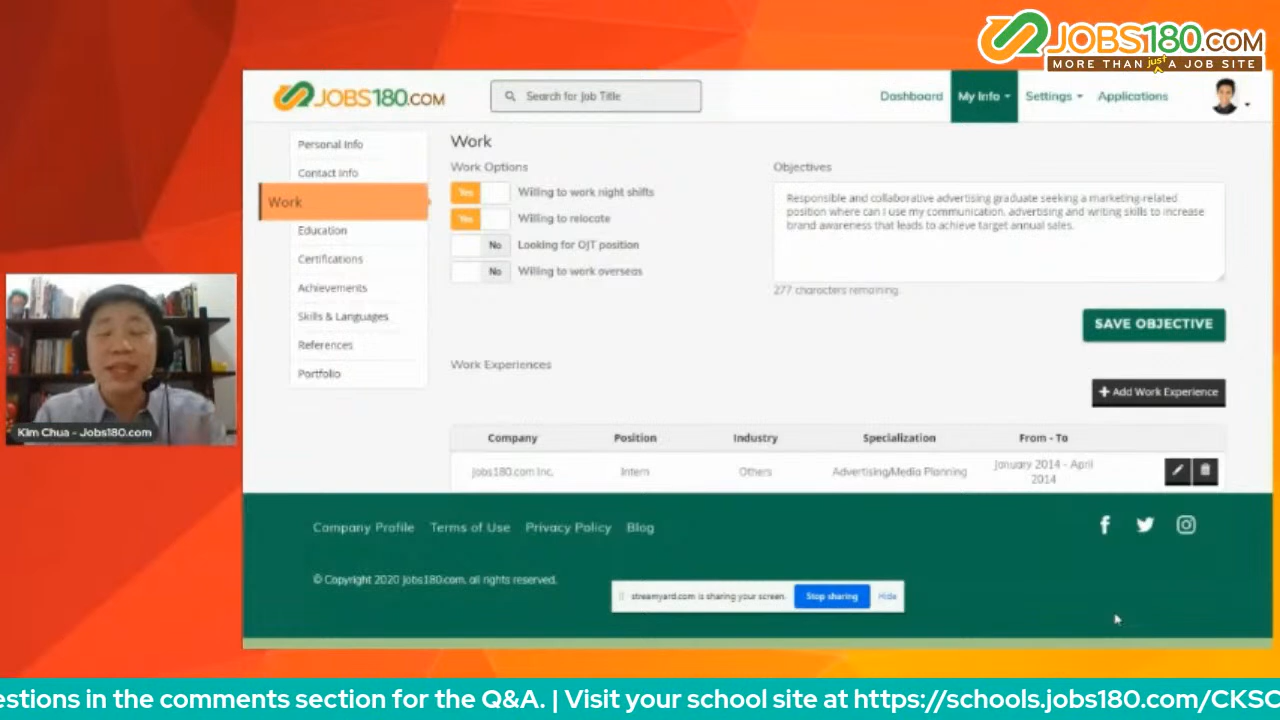 JOBS180.COM
MORE THAN just A JOB SITE
JOBS180.COM
Search for Job Title
Dashboard
My Info
Settings
Applications
Personal Info
Contact Info
Work
Education
Certifications
Achievements
Skills & Languages
References
Portfolio
Work
Work Options
Yes Willing to work night shifts
Yes Willing to relocate
No Looking for OJT position
No Willing to work overseas
Objectives
Responsible and collaborative advertising graduate seeking a marketing-related
position where can I use my communication, advertising and writing skills to increase
brand awareness that leads to achieve target annual sales.
277 characters remaining.
SAVE OBJECTIVE
Work Experiences
+ Add Work Experience
Company Position Industry Specialization From - To
Jobs180.com Inc. Intern Others Advertising/Media Planning January 2014 - April
2014
Kim Chua - Jobs180.com
Company Profile Terms of Use Privacy Policy Blog
© Copyright 2020 Jobs180.com, all rights reserved.
streamyard.com is sharing your screen. Stop sharing Hide
estions in the comments section for the Q&A. | Visit your school site at https://schools.jobs180.com/CKSC